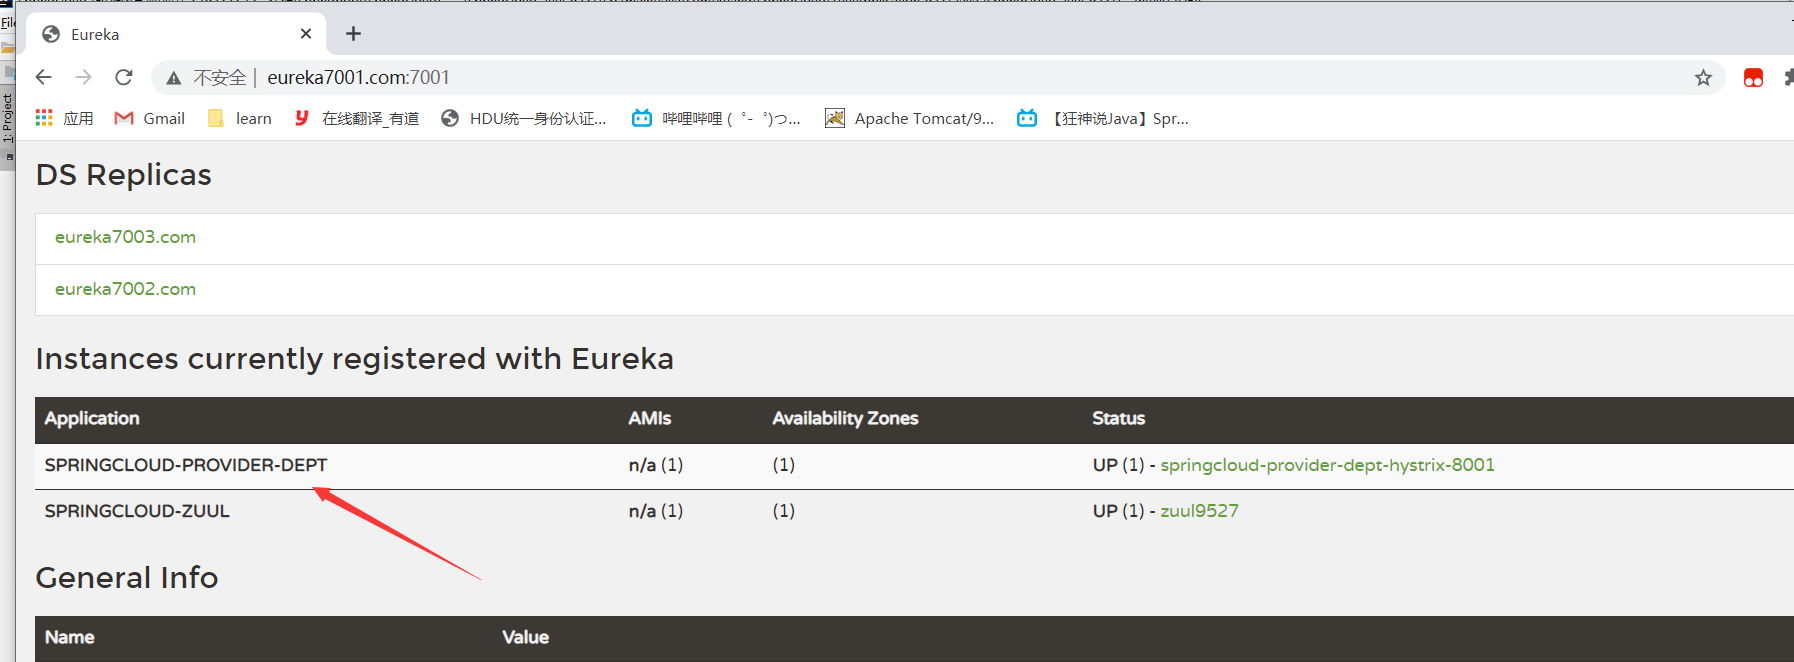 File
1: Project
Eureka
不安全 | eureka7001.com:7001
应用 Gmail learn 在线翻译_有道 HDU统一身份认证... 哔哩哔哩 ( ゜- ゜)つ... Apache Tomcat/9... 【狂神说Java】Spr...
DS Replicas
eureka7003.com
eureka7002.com
Instances currently registered with Eureka
Application AMIs Availability Zones Status
SPRINGCLOUD-PROVIDER-DEPT n/a (1) (1) UP (1) - springcloud-provider-dept-hystrix-8001
SPRINGCLOUD-ZUUL n/a (1) (1) UP (1) - zuul9527
General Info
Name Value